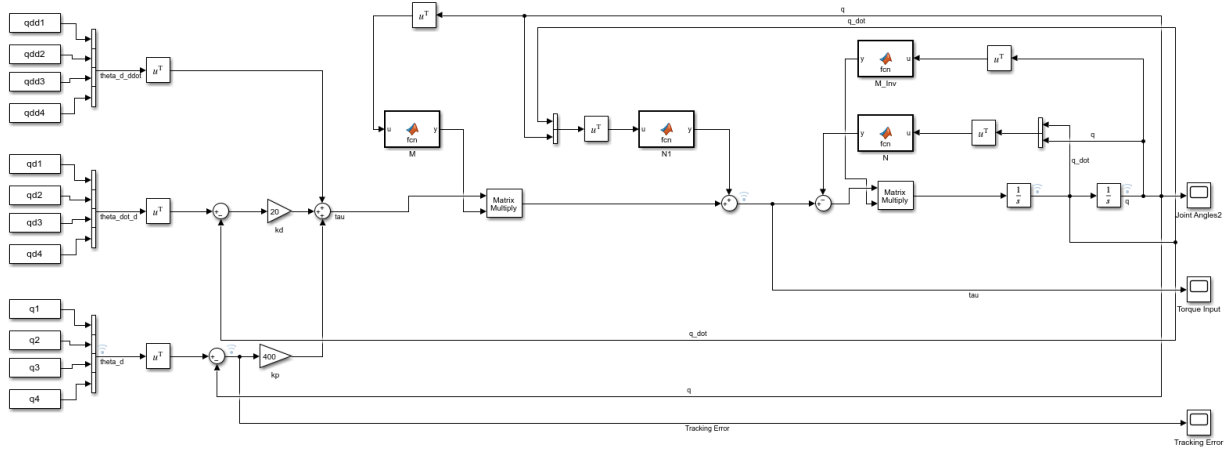 qdd1
qdd2
qdd3
qdd4
theta_d_ddot
u^T
qd1
qd2
qd3
qd4
theta_dot_d
u^T
20
kd
tau
q1
q2
q3
q4
theta_d
u^T
400
kp
u^T
u
fcn
y
M
Matrix
Multiply
u^T
u
fcn
y
N1
q
q_dot
y
fcn
u
M_Inv
u^T
y
fcn
u
N
u^T
q
q_dot
Matrix
Multiply
1
s
1
s
q
Joint Angles2
tau
Torque Input
q_dot
q
Tracking Error
Tracking Error